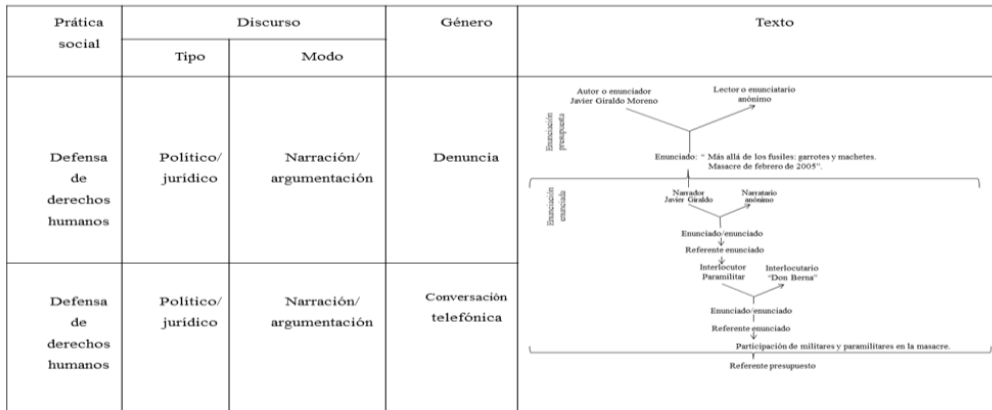 Prática
social
Discurso
Género
Texto
Tipo
Modo
Defensa
de
derechos
humanos
Político/
jurídico
Narración/
argumentación
Denuncia
Enunciación
presupuesta
Autor o enunciador
Javier Giraldo Moreno
Lector o enunciatario
anónimo
Enunciado: “ Más allá de los fusiles: garrotes y machetes.
Masacre de febrero de 2005”.
Enunciación
enunciada
Narrador
Javier Giraldo
Narratario
anónimo
Enunciado/enunciado
Referente enunciado
Defensa
de
derechos
humanos
Político/
jurídico
Narración/
argumentación
Conversación
telefónica
Interlocutor
Paramilitar
Interlocutario
“Don Berna”
Enunciado/enunciado
Referente enunciado
Participación de militares y paramilitares en la masacre.
Referente presupuesto